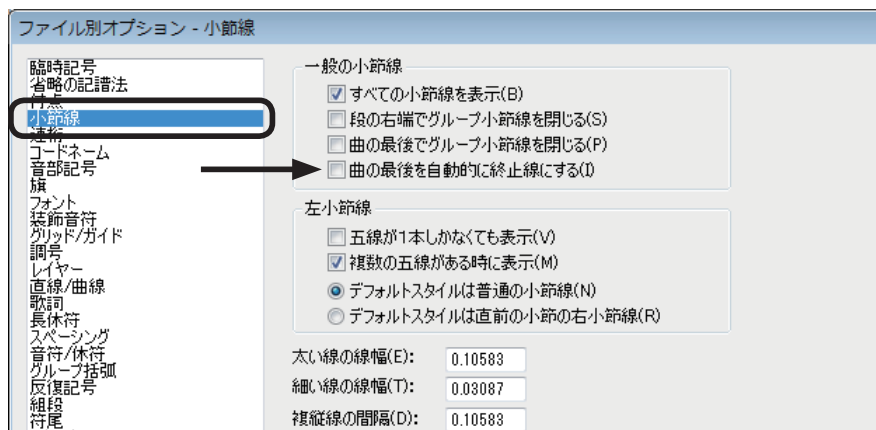 ファイル別オプション - 小節線
臨時記号
省略の記譜法
付点
小節線
連桁
コードネーム
音部記号
旗
フォント
装飾音符
グリッド/ガイド
調号
レイヤー
直線/曲線
歌詞
長休符
スペーシング
音符/休符
グループ括弧
反復記号
組段
符尾
一般の小節線
すべての小節線を表示(B)
段の右端でグループ小節線を閉じる(S)
曲の最後でグループ小節線を閉じる(P)
曲の最後を自動的に終止線にする(I)
左小節線
五線が1本しかなくても表示(V)
複数の五線がある時に表示(M)
デフォルトスタイルは普通の小節線(N)
デフォルトスタイルは直前の小節の右小節線(R)
太い線の線幅(E): 0.10583
細い線の線幅(T): 0.03087
複縦線の間隔(D): 0.10583